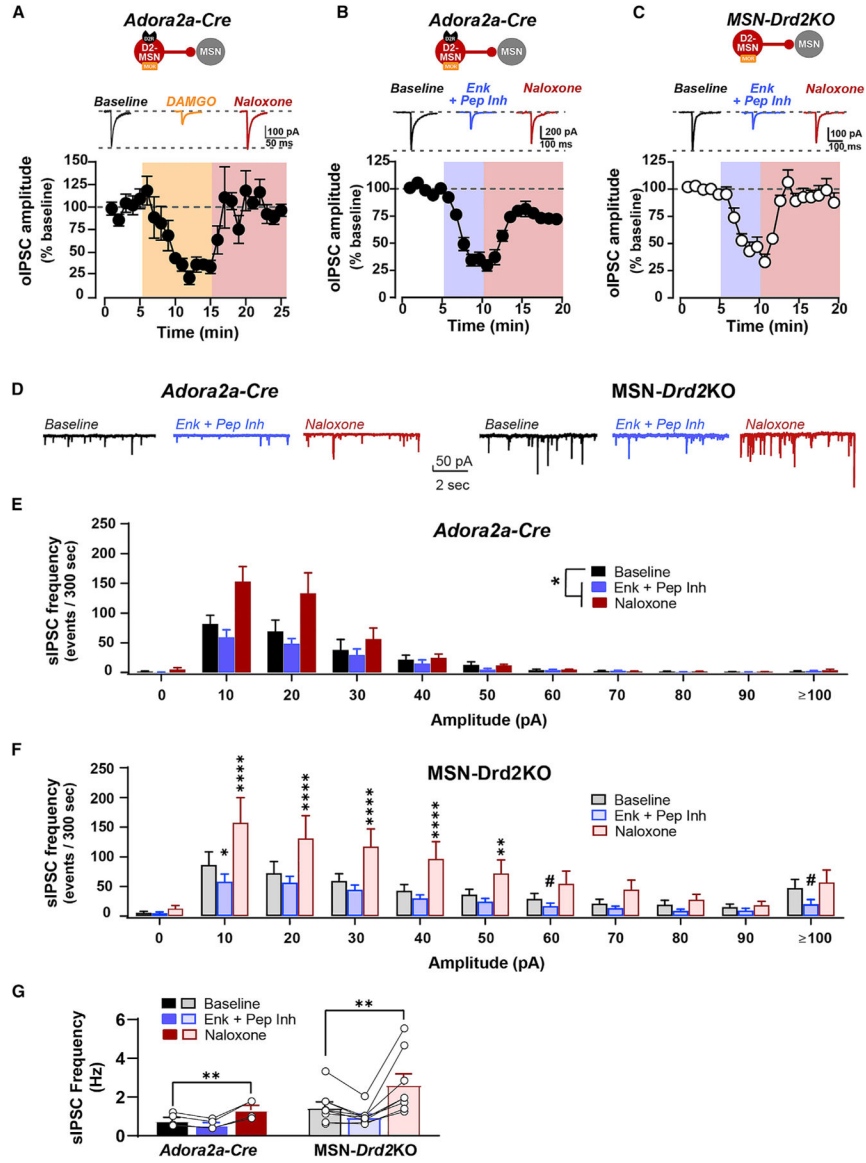 A
Adora2a-Cre
D2R
D2-
MSN
MOR
MSN
Baseline
DAMGO
Naloxone
100 pA
50 ms
oIPSC amplitude
(% baseline)
150
125
100
75
50
25
0
0 5 10 15 20 25
Time (min)
B
Adora2a-Cre
D2R
D2-
MSN
MOR
MSN
Baseline
Enk
+ Pep Inh
Naloxone
200 pA
100 ms
oIPSC amplitude
(% baseline)
125
100
75
50
25
0
0 5 10 15 20
Time (min)
C
MSN-Drd2KO
D2-
MSN
MOR
MSN
Baseline
Enk
+ Pep Inh
Naloxone
100 pA
100 ms
oIPSC amplitude
(% baseline)
125
100
75
50
25
0
0 5 10 15 20
Time (min)
D
Adora2a-Cre
Baseline
Enk + Pep Inh
Naloxone
50 pA
2 sec
MSN-Drd2KO
Baseline
Enk + Pep Inh
Naloxone
E
Adora2a-Cre
sIPSC frequency
(events / 300 sec)
250
200
150
100
50
0
*
Baseline
Enk + Pep Inh
Naloxone
0 10 20 30 40 50 60 70 80 90 ≥100
Amplitude (pA)
F
MSN-Drd2KO
sIPSC frequency
(events / 300 sec)
250
200
150
100
50
0
* **** **** **** **** ** # #
Baseline
Enk + Pep Inh
Naloxone
0 10 20 30 40 50 60 70 80 90 ≥100
Amplitude (pA)
G
Baseline
Enk + Pep Inh
Naloxone
sIPSC Frequency
(Hz)
6
4
2
0
** **
Adora2a-Cre MSN-Drd2KO